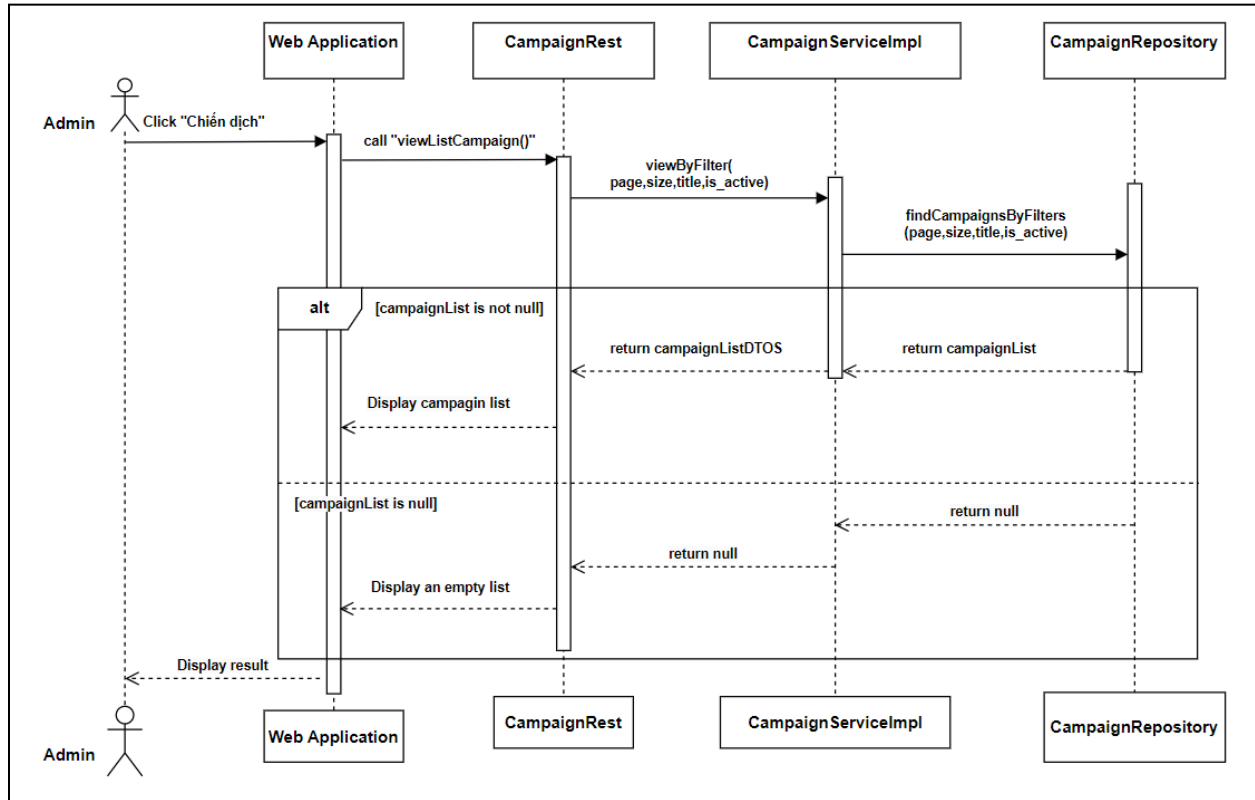 Web Application
CampaignRest
CampaignServiceImpl
CampaignRepository
Admin
Click "Chiến dịch"
call "viewListCampaign()"
viewByFilter(
page,size,title,is_active)
findCampaignsByFilters
(page,size,title,is_active)
alt
[campaignList is not null]
return campaignListDTOS
return campaignList
Display campagin list
[campaignList is null]
return null
return null
Display an empty list
Display result
Web Application
CampaignRest
CampaignServiceImpl
CampaignRepository
Admin